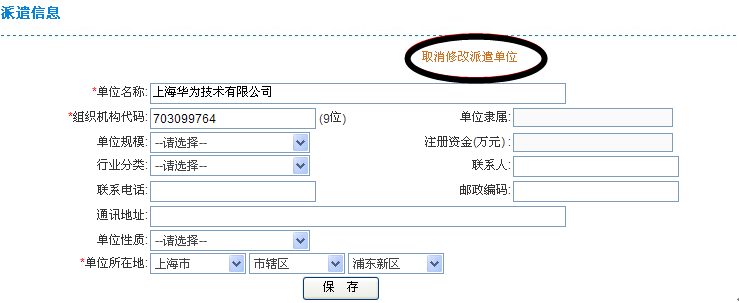 派遣信息
取消修改派遣单位
*单位名称: 上海华为技术有限公司
*组织机构代码: 703099764 (9位) 单位隶属:
单位规模: --请选择-- 注册资金(万元):
行业分类: --请选择-- 联系人:
联系电话: 邮政编码:
通讯地址:
单位性质: --请选择--
*单位所在地: 上海市 市辖区 浦东新区
保 存